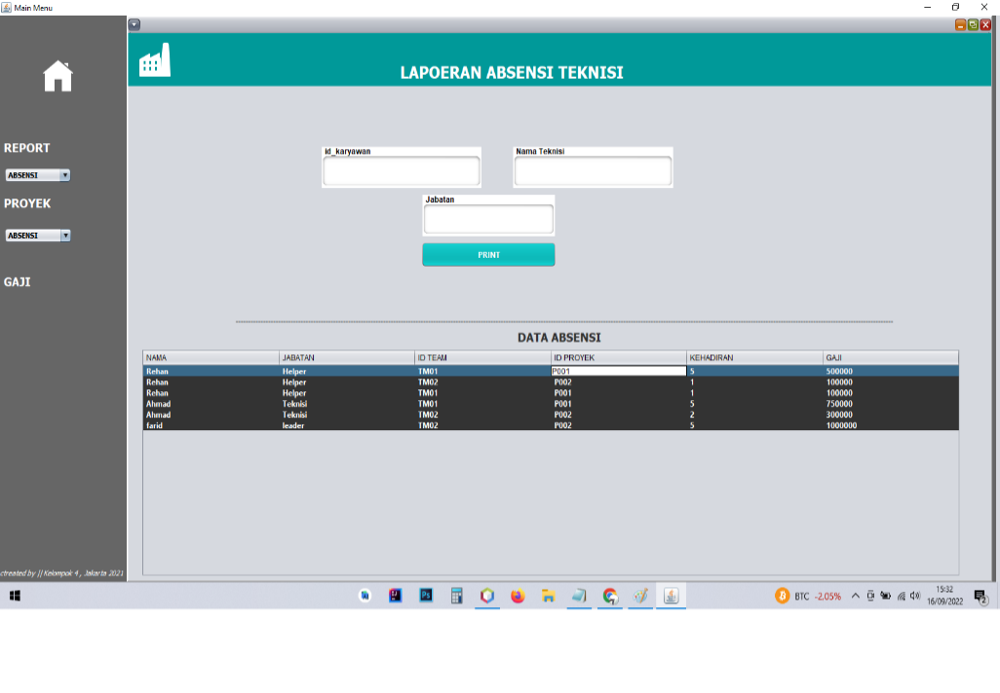 Main Menu
LAPOERAN ABSENSI TEKNISI
REPORT
ABSENSI
PROYEK
ABSENSI
GAJI
id_karyawan
Nama Teknisi
Jabatan
PRINT
DATA ABSENSI
NAMA JABATAN ID TEAM ID PROYEK KEHADIRAN GAJI
Rehan Helper TM01 P001 5 500000
Rehan Helper TM02 P002 1 100000
Rehan Helper TM01 P001 1 100000
Ahmad Teknisi TM01 P001 5 750000
Ahmad Teknisi TM02 P002 2 300000
farid leader TM02 P002 5 1000000
ctreated by || Kelompok 4 , Jakarta 2021
Ps
BTC -2.05%
15:32
16/09/2022
2